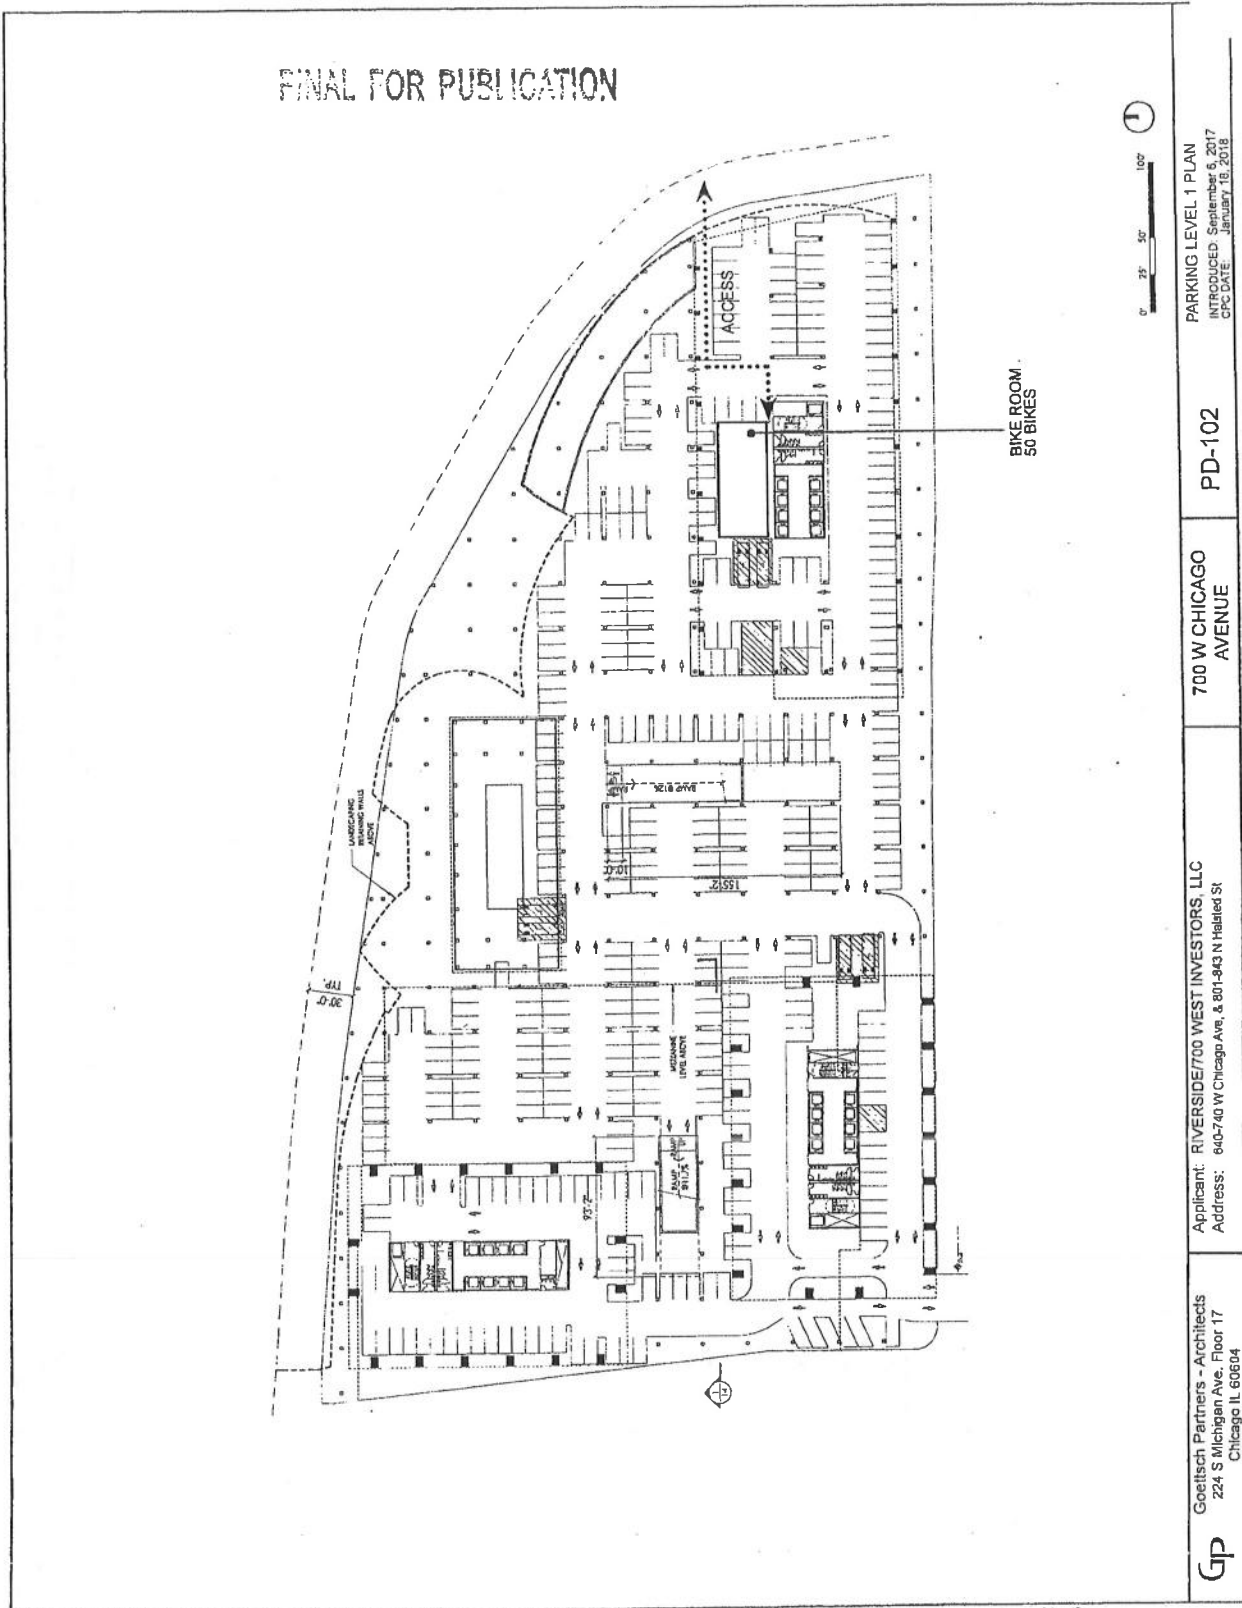 FINAL FOR PUBLICATION
ACCESS
BIKE ROOM
50 BIKES
LANDSCAPING
RETAINING WALLS
ABOVE
30'-0"
TYP.
10'-0"
MEZZANINE
LEVEL ABOVE
RAMP
93'-2"
0'
25'
50'
100'
GP
Goettsch Partners - Architects
224 S Michigan Ave. Floor 17
Chicago IL 60604
Applicant: RIVERSIDE/700 WEST INVESTORS, LLC
Address: 640-740 W Chicago Ave, & 801-843 N Halsted St
700 W CHICAGO
AVENUE
PD-102
PARKING LEVEL 1 PLAN
INTRODUCED: September 6, 2017
CPC DATE: January 18, 2018